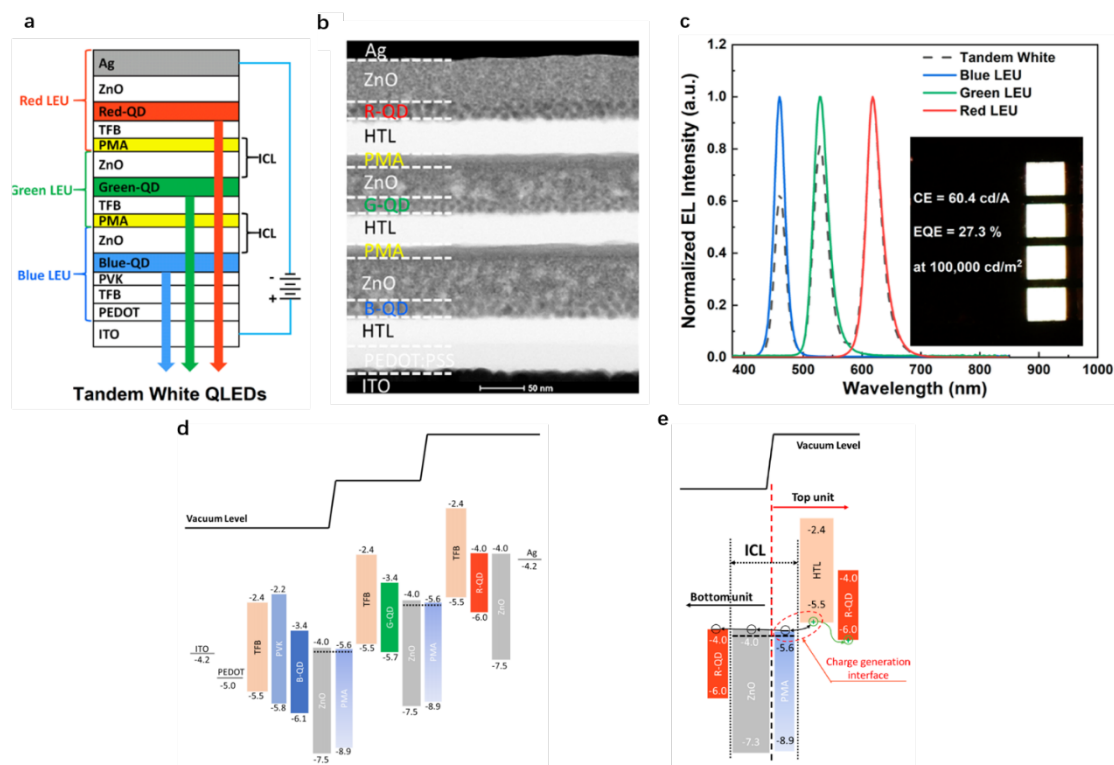 a
Ag
ZnO
Red-QD
TFB
PMA
ZnO
Green-QD
TFB
PMA
ZnO
Blue-QD
PVK
TFB
PEDOT
ITO
Red LEU
Green LEU
Blue LEU
ICL
ICL
-
+
Tandem White QLEDs
b
Ag
ZnO
R-QD
HTL
PMA
ZnO
G-QD
HTL
PMA
ZnO
B-QD
HTL
PEDOT:PSS
ITO
50 nm
c
Normalized EL Intensity (a.u.)
1.2
1.0
0.8
0.6
0.4
0.2
0.0
400 500 600 700 800 900 1000
Wavelength (nm)
Tandem White
Blue LEU
Green LEU
Red LEU
CE = 60.4 cd/A
EQE = 27.3 %
at 100,000 cd/m2
d
Vacuum Level
ITO
-4.2
PEDOT
-5.0
-2.4
TFB
-5.5
-2.2
PVK
-5.8
-3.4
B-QD
-6.1
-4.0
ZnO
-7.5
-5.6
PMA
-8.9
-2.4
TFB
-5.5
-3.4
G-QD
-5.7
-4.0
ZnO
-7.5
-5.6
PMA
-8.9
-2.4
TFB
-5.5
-4.0
R-QD
-6.0
-4.0
ZnO
-7.5
Ag
-4.2
e
Vacuum Level
Top unit
ICL
Bottom unit
-2.4
HTL
-5.5
-4.0
R-QD
-6.0
-4.0
R-QD
-6.0
-4.0
ZnO
-7.3
-5.6
PMA
-8.9
Charge generation
interface